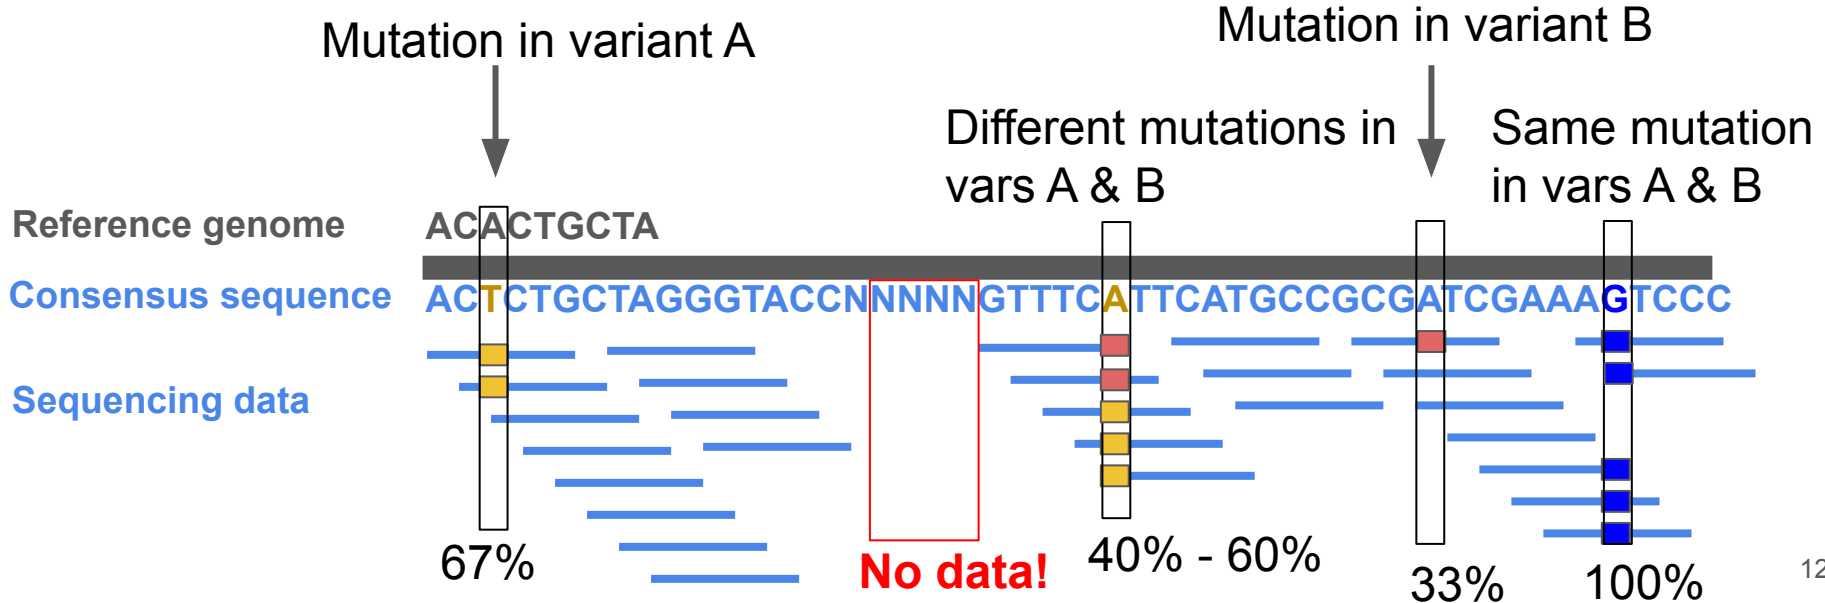 Mutation in variant A
Mutation in variant B
Different mutations in
vars A & B
Same mutation
in vars A & B
Reference genome
ACACTGCTA
Consensus sequence
ACTCTGCTAGGGTACCNNNNNGTTTCATTCATGCCGCGATCGAAAGTCCC
Sequencing data
67%
No data!
40% - 60%
33%
100%
12